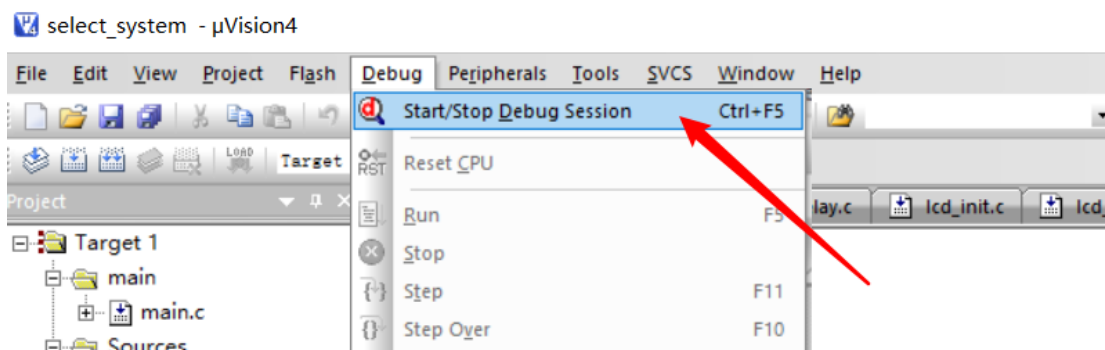 select_system - µVision4
File Edit View Project Flash Debug Peripherals Tools SVCS Window Help
Start/Stop Debug Session Ctrl+F5
LOAD Target
RST Reset CPU
Project
Run F5
lay.c lcd_init.c lcd_
Target 1
Stop
main
Step F11
main.c
Step Over F10
Sources